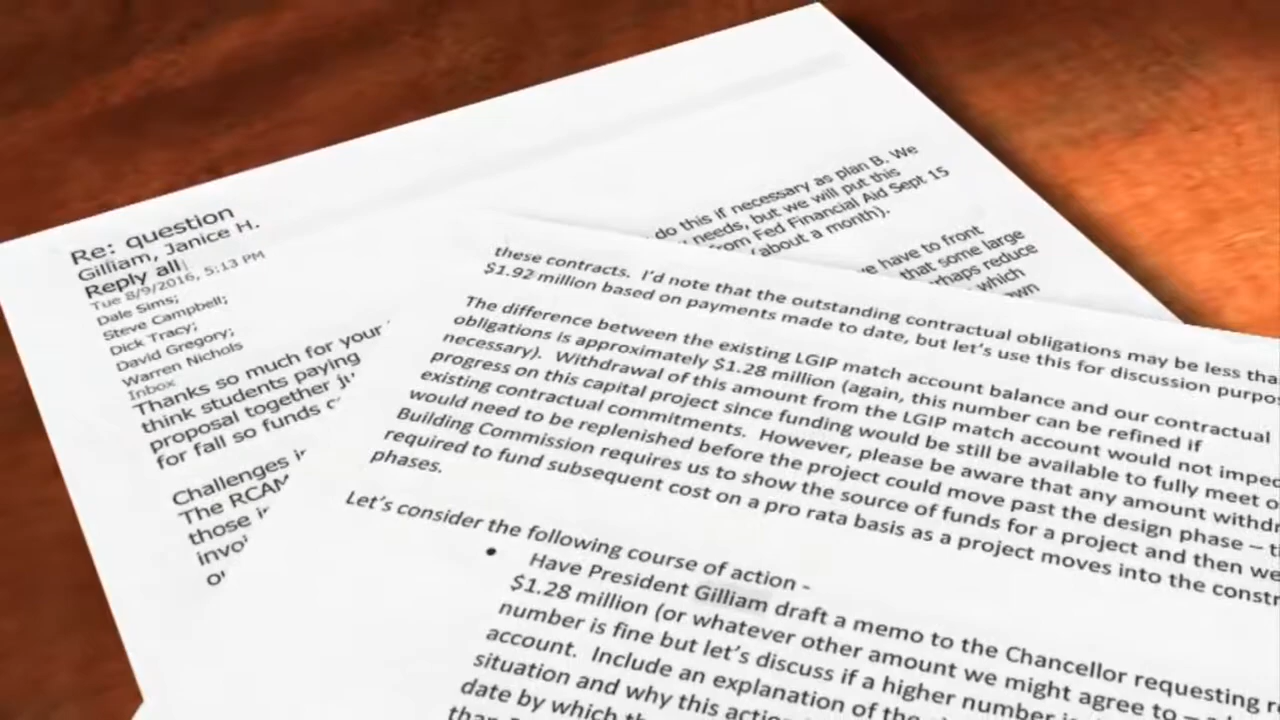 Re: question
Gilliam, Janice H.
Reply all
Tue 8/9/2016, 5:13 PM
Dale Sims;
Steve Campbell;
Dick Tracy;
David Gregory;
Warren Nichols
Inbox
Thanks so much for your
think students paying
proposal together
for fall so funds
Challenges
The RCAM
those
do this if necessary as plan B. We
needs, but we will put this
from Fed Financial Aid Sept 15
(about a month).
have to front
that some large
perhaps reduce
which
these contracts. I'd note that the outstanding contractual obligations may be less tha
$1.92 million based on payments made to date, but let's use this for discussion purpos
The difference between the existing LGIP match account balance and our contractual
obligations is approximately $1.28 million (again, this number can be refined if
necessary). Withdrawal of this amount from the LGIP match account would not imped
progress on this capital project since funding would be still be available to fully meet o
existing contractual commitments. However, please be aware that any amount withdr
would need to be replenished before the project could move past the design phase – t
Building Commission requires us to show the source of funds for a project and then we
required to fund subsequent cost on a pro rata basis as a project moves into the constr
phases.
Let's consider the following course of action -
• Have President Gilliam draft a memo to the Chancellor requesting r
$1.28 million (or whatever other amount we might agree to –
number is fine but let's discuss if a higher number is
account. Include an explanation of the
situation and why this actio
date by which th
than